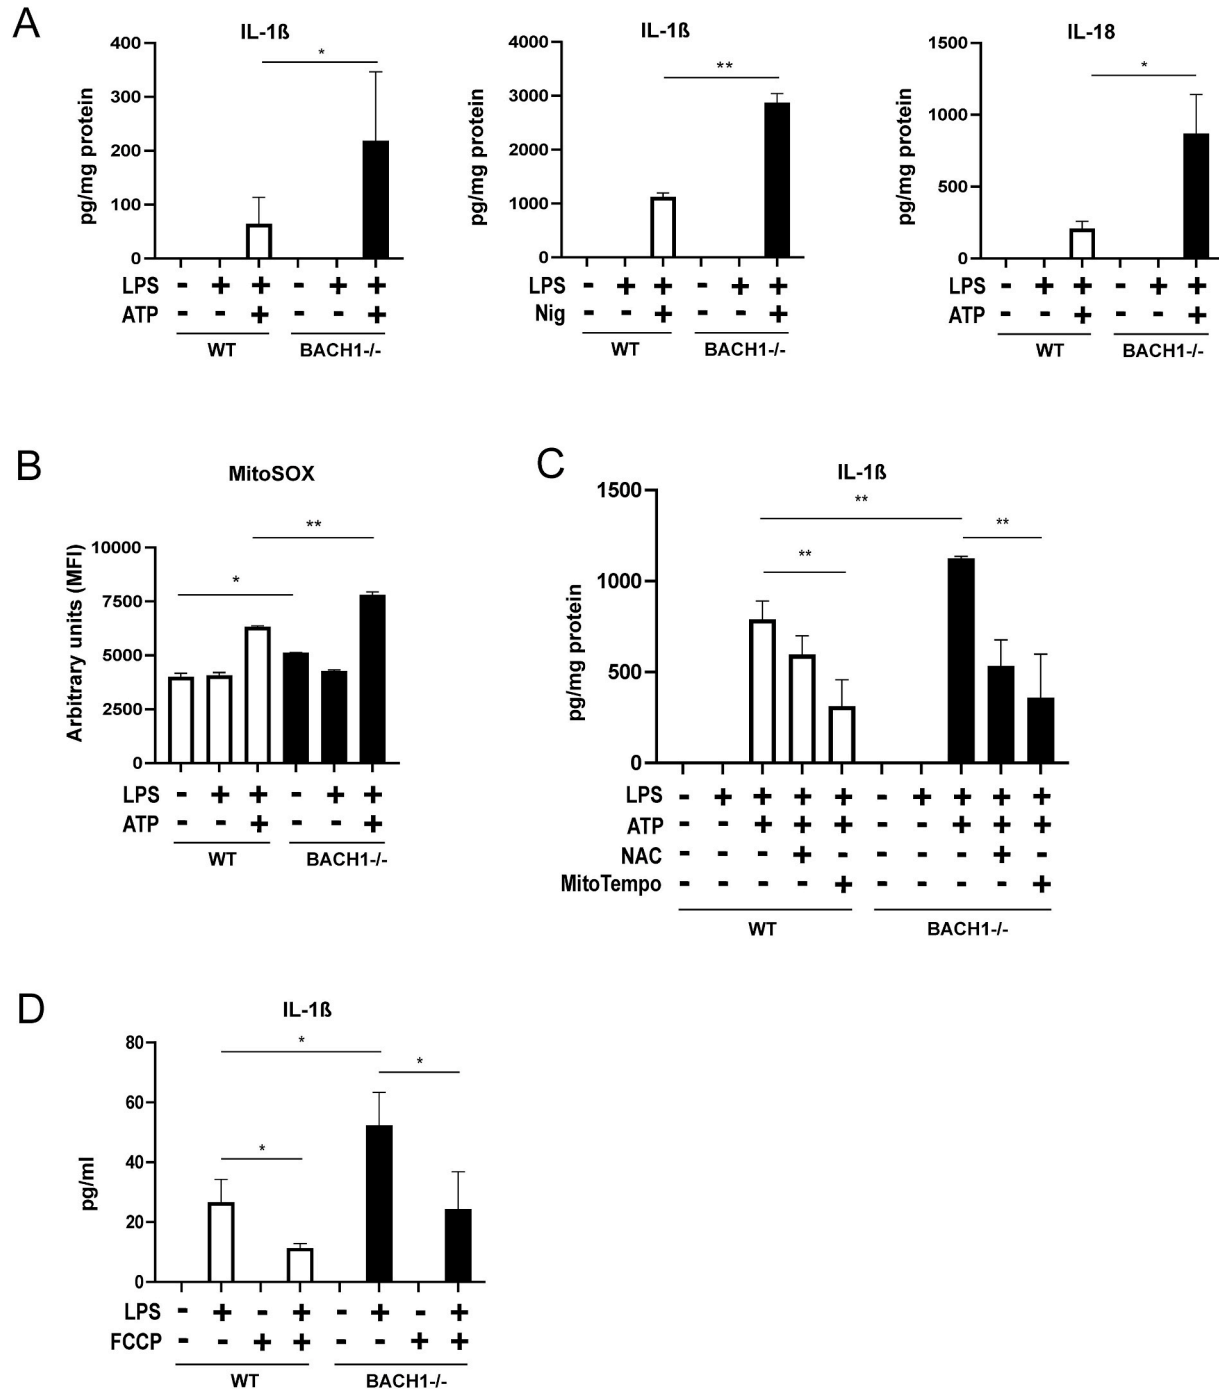 A
IL-1ß
IL-1ß
IL-18
400
300
200
100
0
pg/mg protein
*
LPS - + + - + +
ATP - - + - - +
WT BACH1-/-
4000
3000
2000
1000
0
pg/mg protein
**
LPS - + + - + +
Nig - - + - - +
WT BACH1-/-
1500
1000
500
0
pg/mg protein
*
LPS - + + - + +
ATP - - + - - +
WT BACH1-/-
B
MitoSOX
**
*
10000
7500
5000
2500
0
Arbitrary units (MFI)
LPS - + + - + +
ATP - - + - - +
WT BACH1-/-
C
IL-1ß
1500
1000
500
0
pg/mg protein
**
**
**
LPS - + + + + - + + + +
ATP - - + + + - - + + +
NAC - - - + - - - - + -
MitoTempo - - - - + - - - - +
WT BACH1-/-
D
IL-1ß
80
60
40
20
0
pg/ml
*
*
*
LPS - + - + - + - +
FCCP - - + + - - + +
WT BACH1-/-